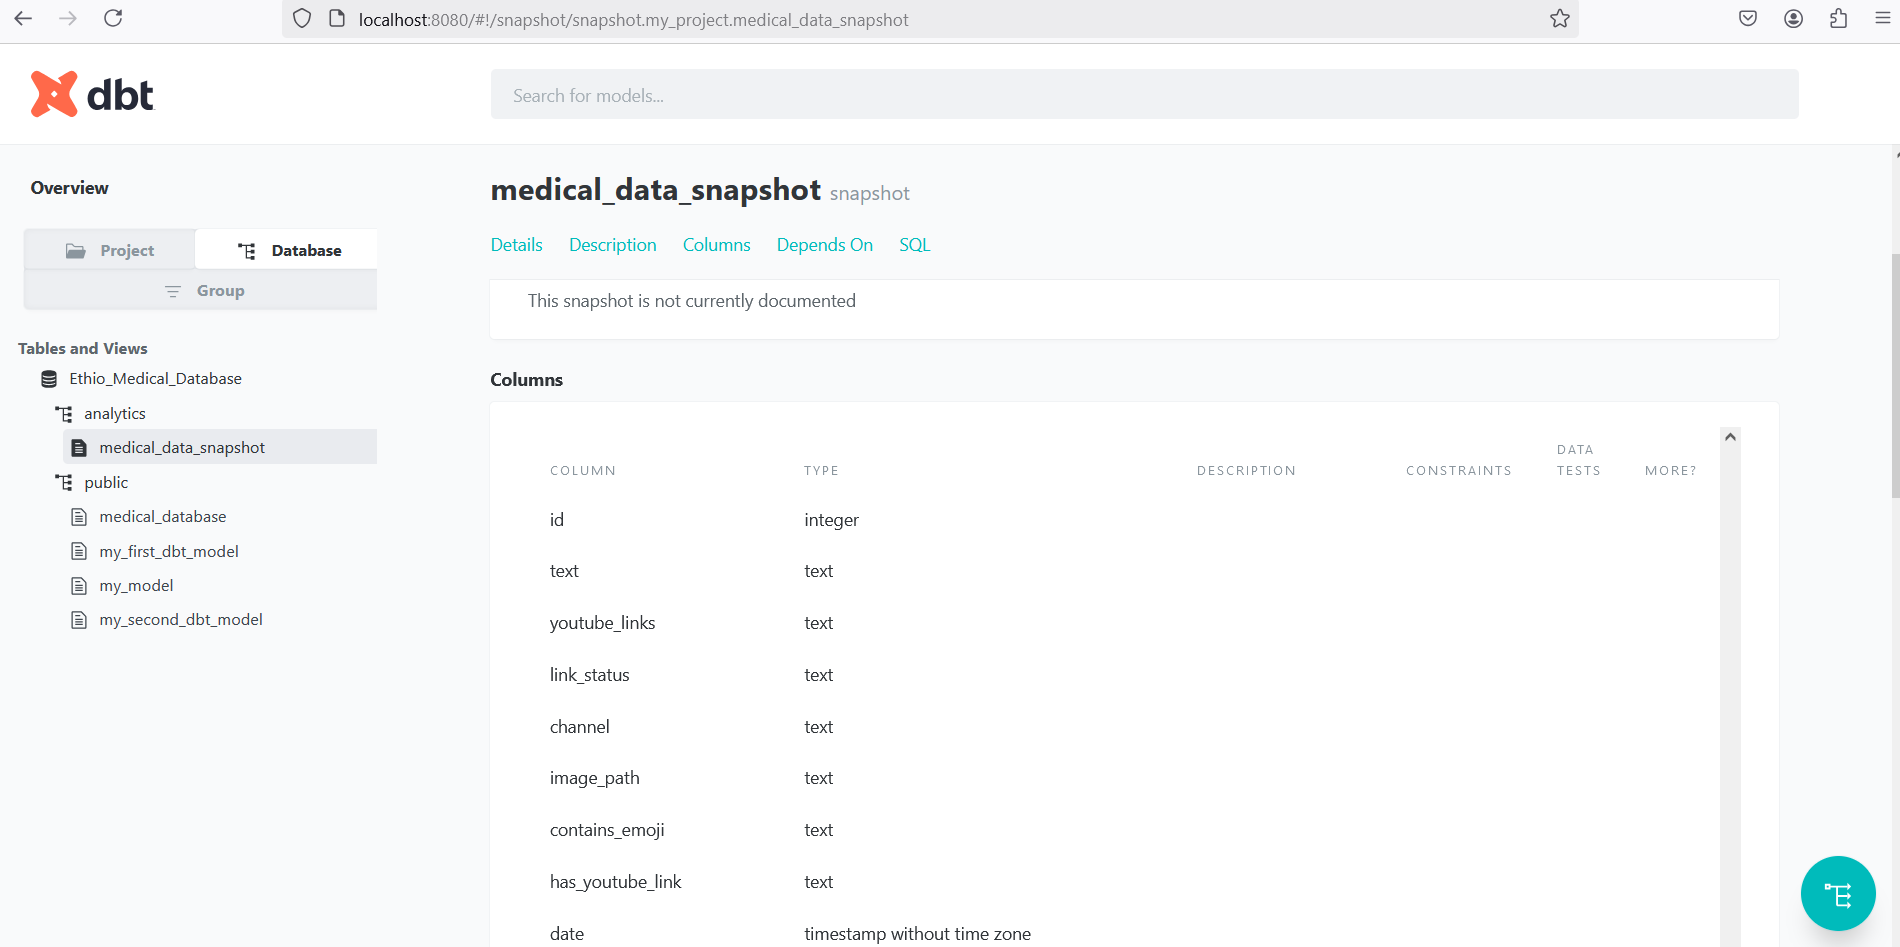 localhost:8080/#!/snapshot/snapshot.my_project.medical_data_snapshot
dbt
Search for models...
Overview
Project
Database
Group
Tables and Views
Ethio_Medical_Database
analytics
medical_data_snapshot
public
medical_database
my_first_dbt_model
my_model
my_second_dbt_model
medical_data_snapshot snapshot
Details Description Columns Depends On SQL
This snapshot is not currently documented
Columns
COLUMN TYPE DESCRIPTION CONSTRAINTS DATA TESTS MORE?
id integer
text text
youtube_links text
link_status text
channel text
image_path text
contains_emoji text
has_youtube_link text
date timestamp without time zone